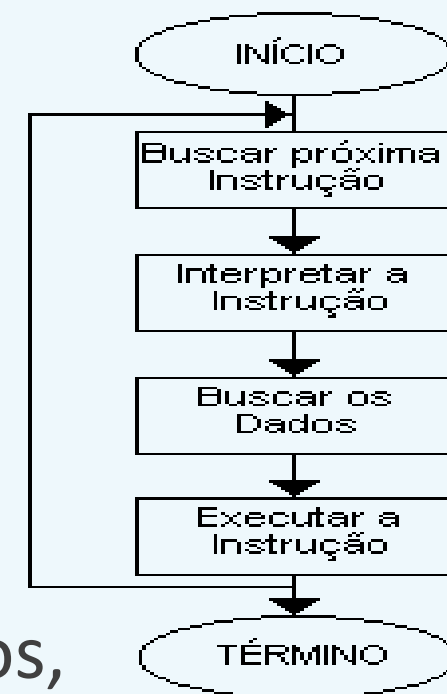 INÍCIO
Buscar próxima
Instrução
Interpretar a
Instrução
Buscar os
Dados
Executar a
Instrução
TÉRMINO